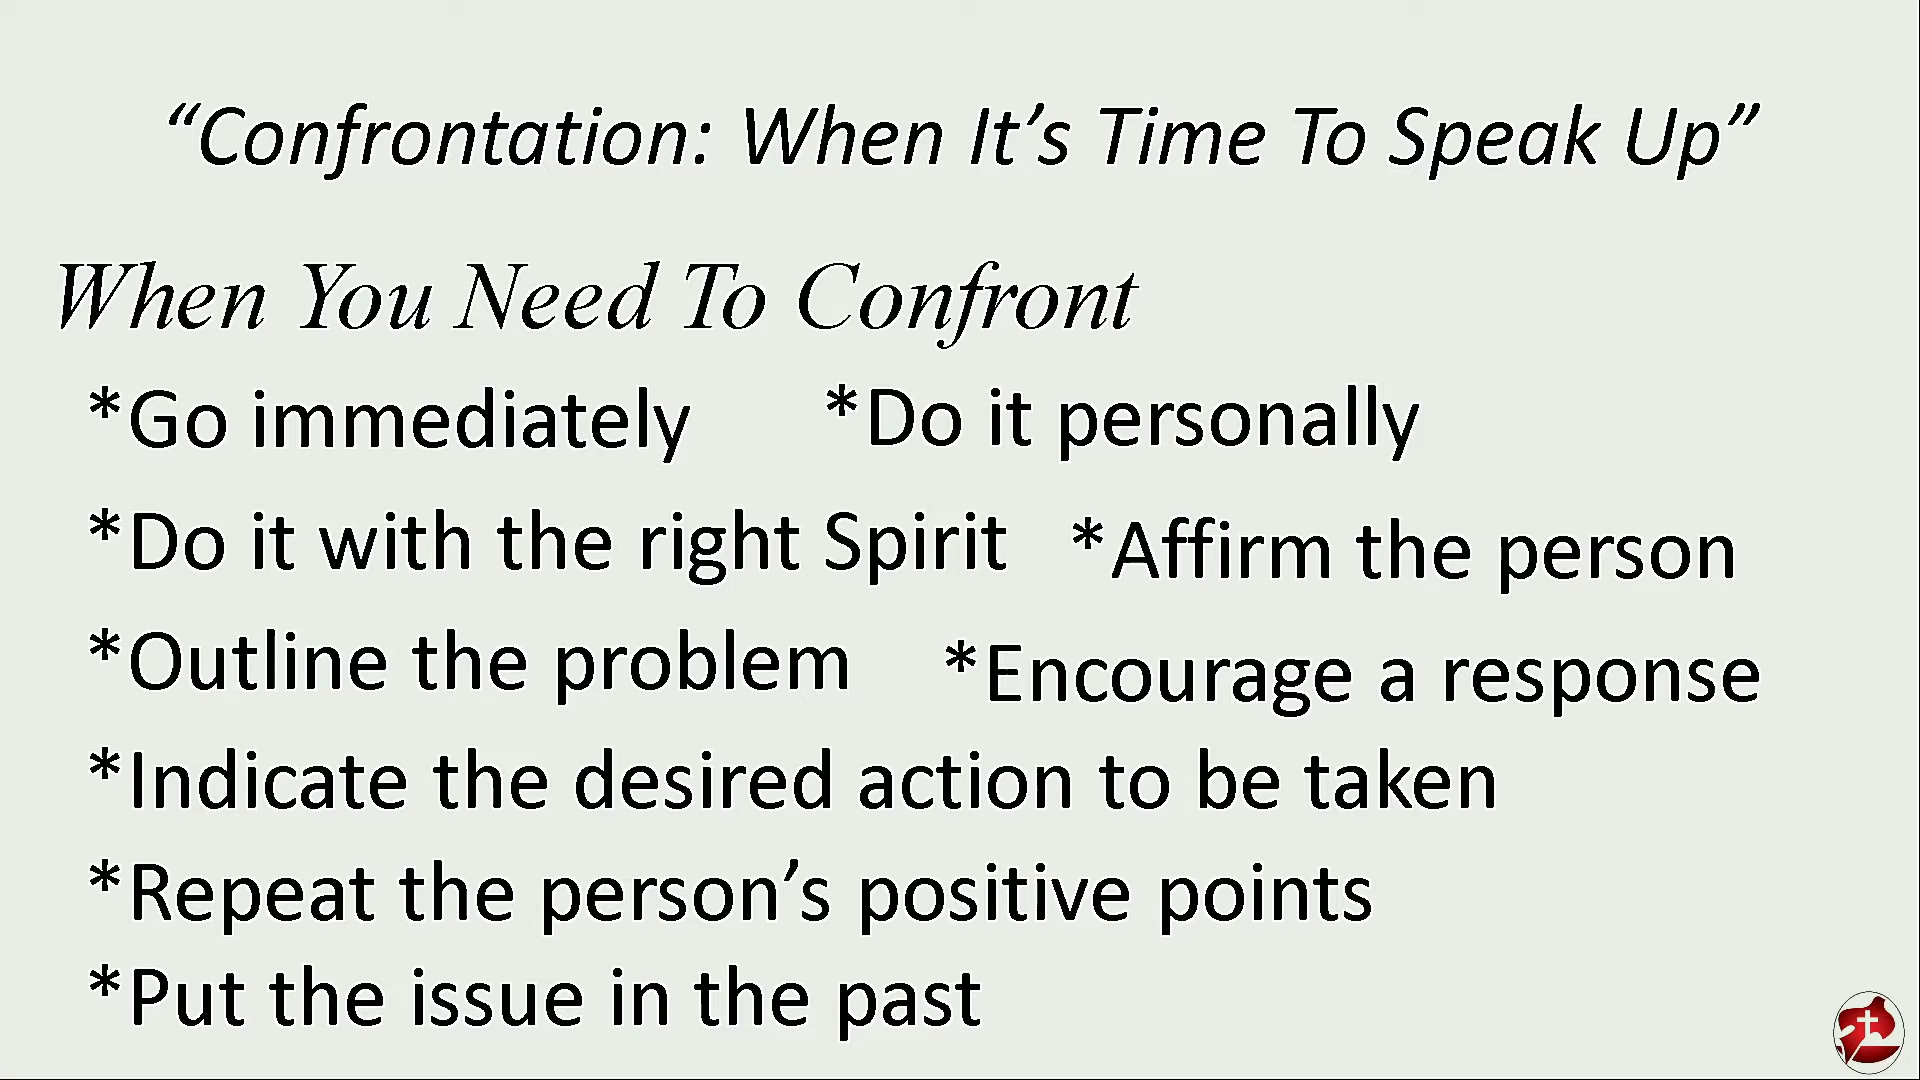 “Confrontation: When It’s Time To Speak Up”
When You Need To Confront
*Go immediately *Do it personally
*Do it with the right Spirit *Affirm the person
*Outline the problem *Encourage a response
*Indicate the desired action to be taken
*Repeat the person’s positive points
*Put the issue in the past